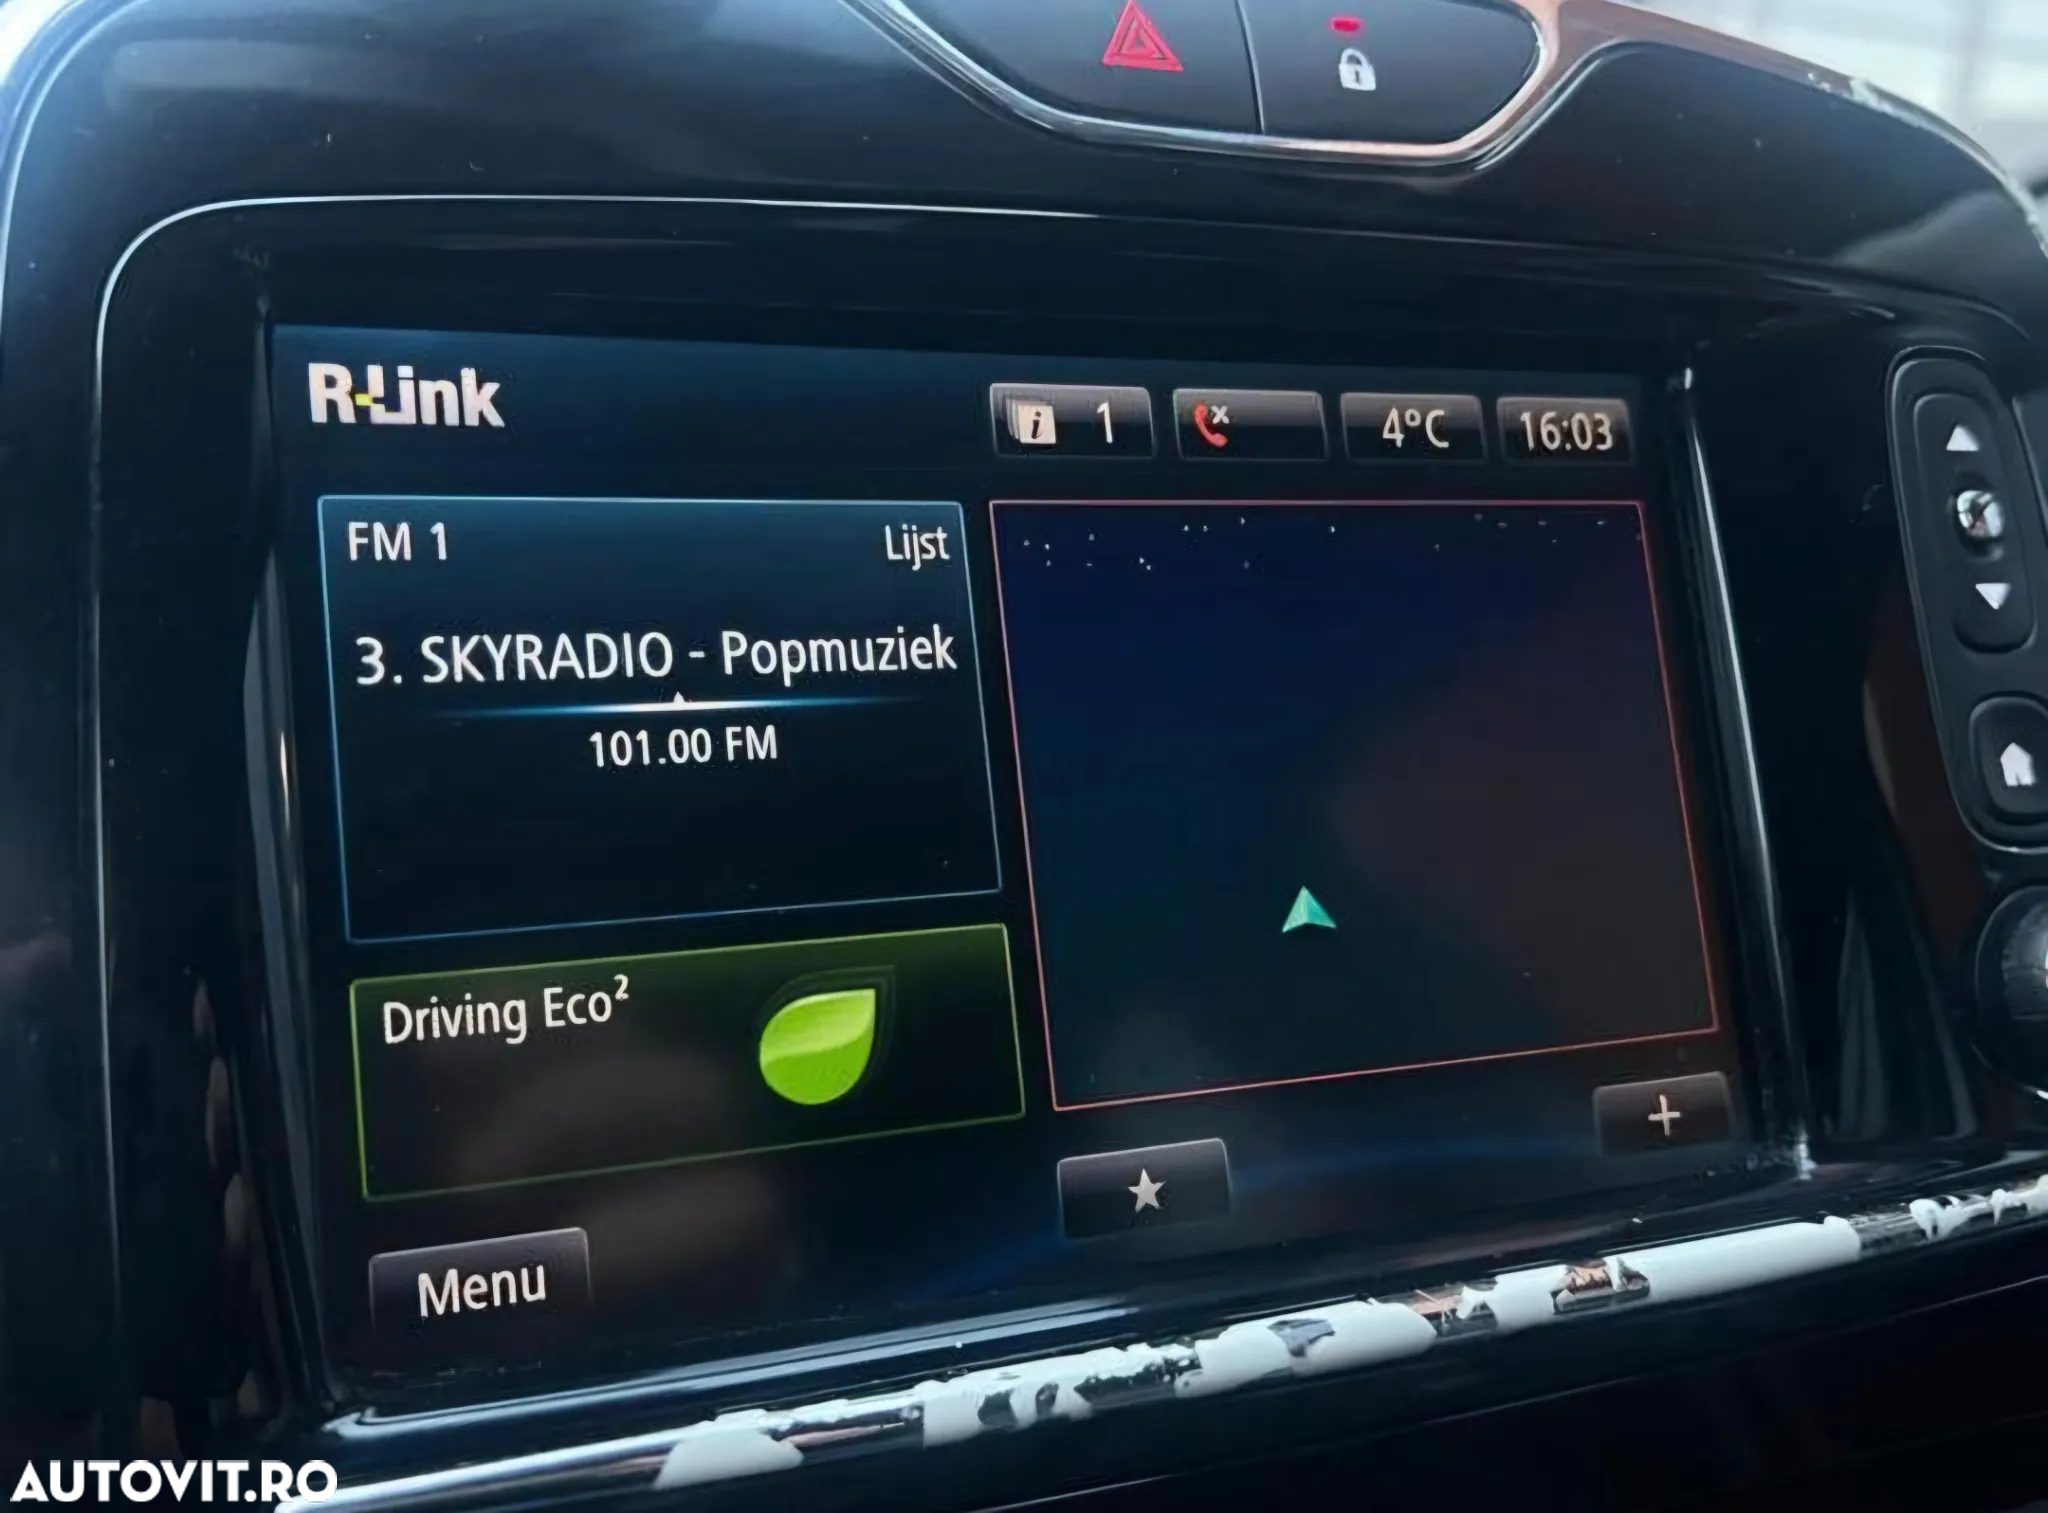 R-Link
1
4°C
16:03
FM 1
Lijst
3. SKYRADIO - Popmuziek
101.00 FM
Driving Eco²
Menu
AUTOVIT.RO